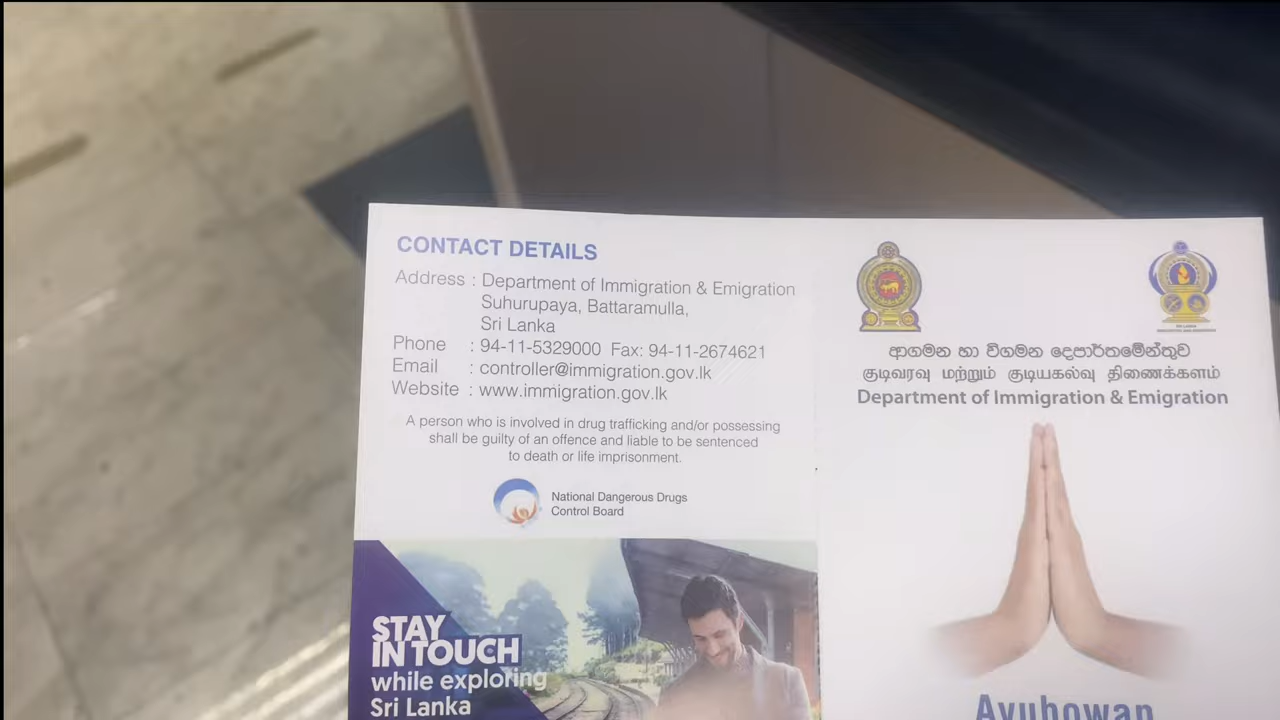 CONTACT DETAILS
Address : Department of Immigration & Emigration
Suhurupaya, Battaramulla,
Sri Lanka
Phone : 94-11-5329000 Fax: 94-11-2674621
Email : controller@immigration.gov.lk
Website : www.immigration.gov.lk
A person who is involved in drug trafficking and/or possessing
shall be guilty of an offence and liable to be sentenced
to death or life imprisonment.
National Dangerous Drugs
Control Board
STAY
IN TOUCH
while exploring
Sri Lanka
ආගමන හා විගමන දෙපාර්තමේන්තුව
குடிவரவு மற்றும் குடியகல்வு திணைக்களம்
Department of Immigration & Emigration
Ayubowan